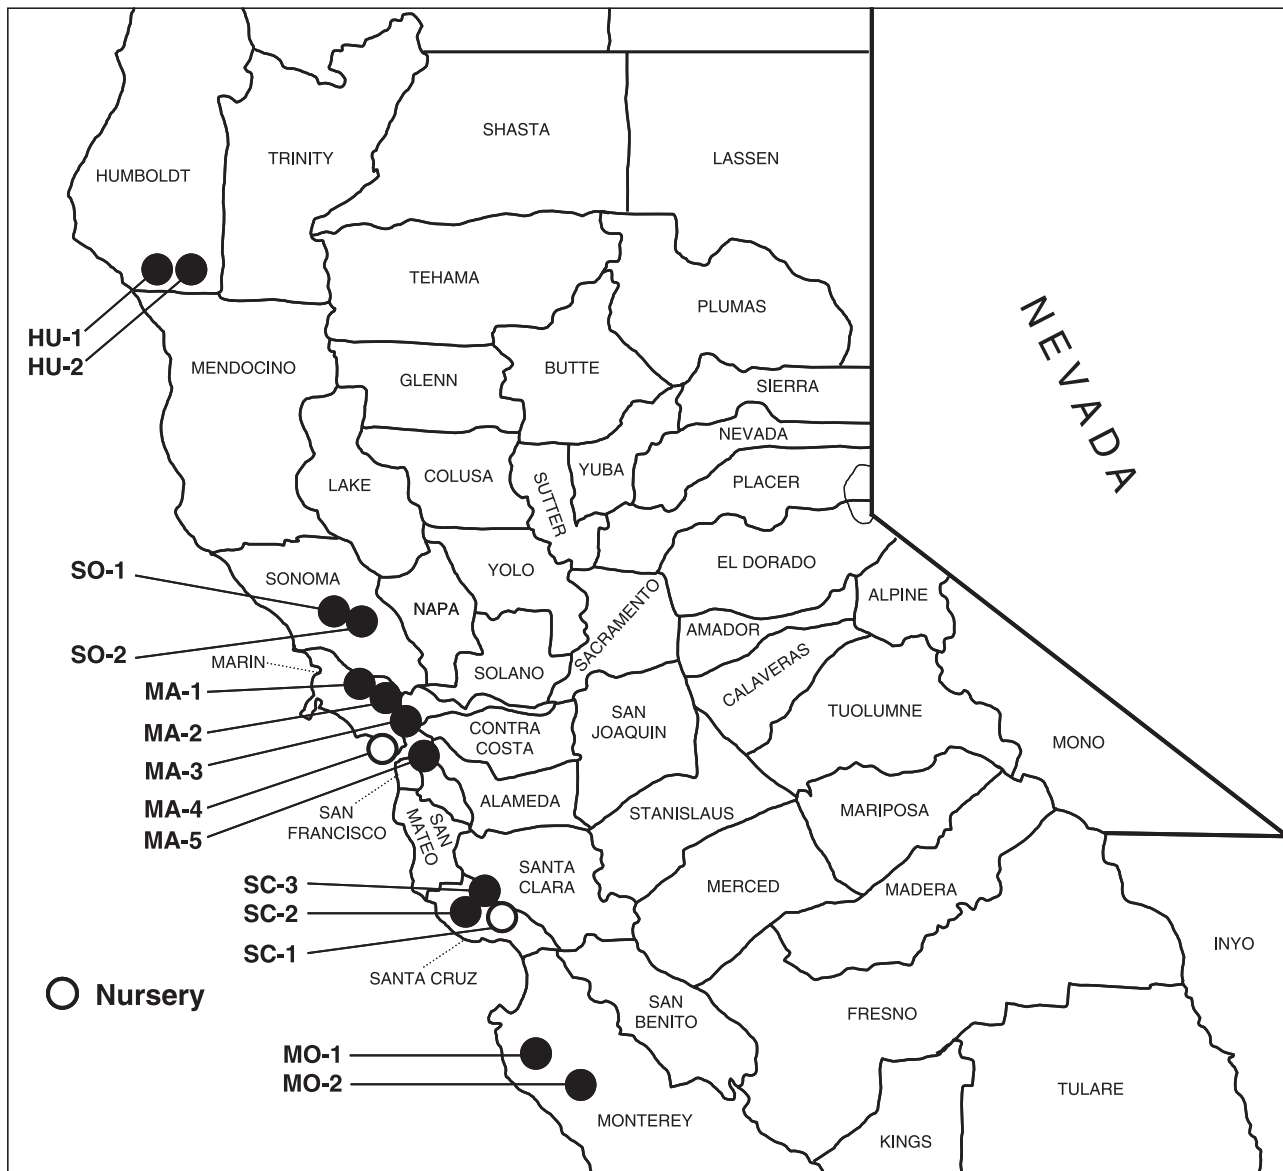 SHASTA
TRINITY
LASSEN
HUMBOLDT
TEHAMA
PLUMAS
NEVADA
HU-1
HU-2
MENDOCINO
GLENN
BUTTE
SIERRA
NEVADA
YUBA
COLUSA
LAKE
SUTTER
PLACER
SO-1
SONOMA
YOLO
EL DORADO
NAPA
SACRAMENTO
ALPINE
AMADOR
SO-2
MARIN
SOLANO
CALAVERAS
MA-1
MA-2
CONTRA
COSTA
SAN
JOAQUIN
TUOLUMNE
MONO
MA-3
MA-4
ALAMEDA
STANISLAUS
MARIPOSA
SAN
FRANCISCO
MA-5
SAN
MATEO
SC-3
SANTA
CLARA
MERCED
MADERA
SC-2
SC-1
INYO
SANTA CRUZ
Nursery
SAN
BENITO
FRESNO
MO-1
MO-2
TULARE
MONTEREY
KINGS